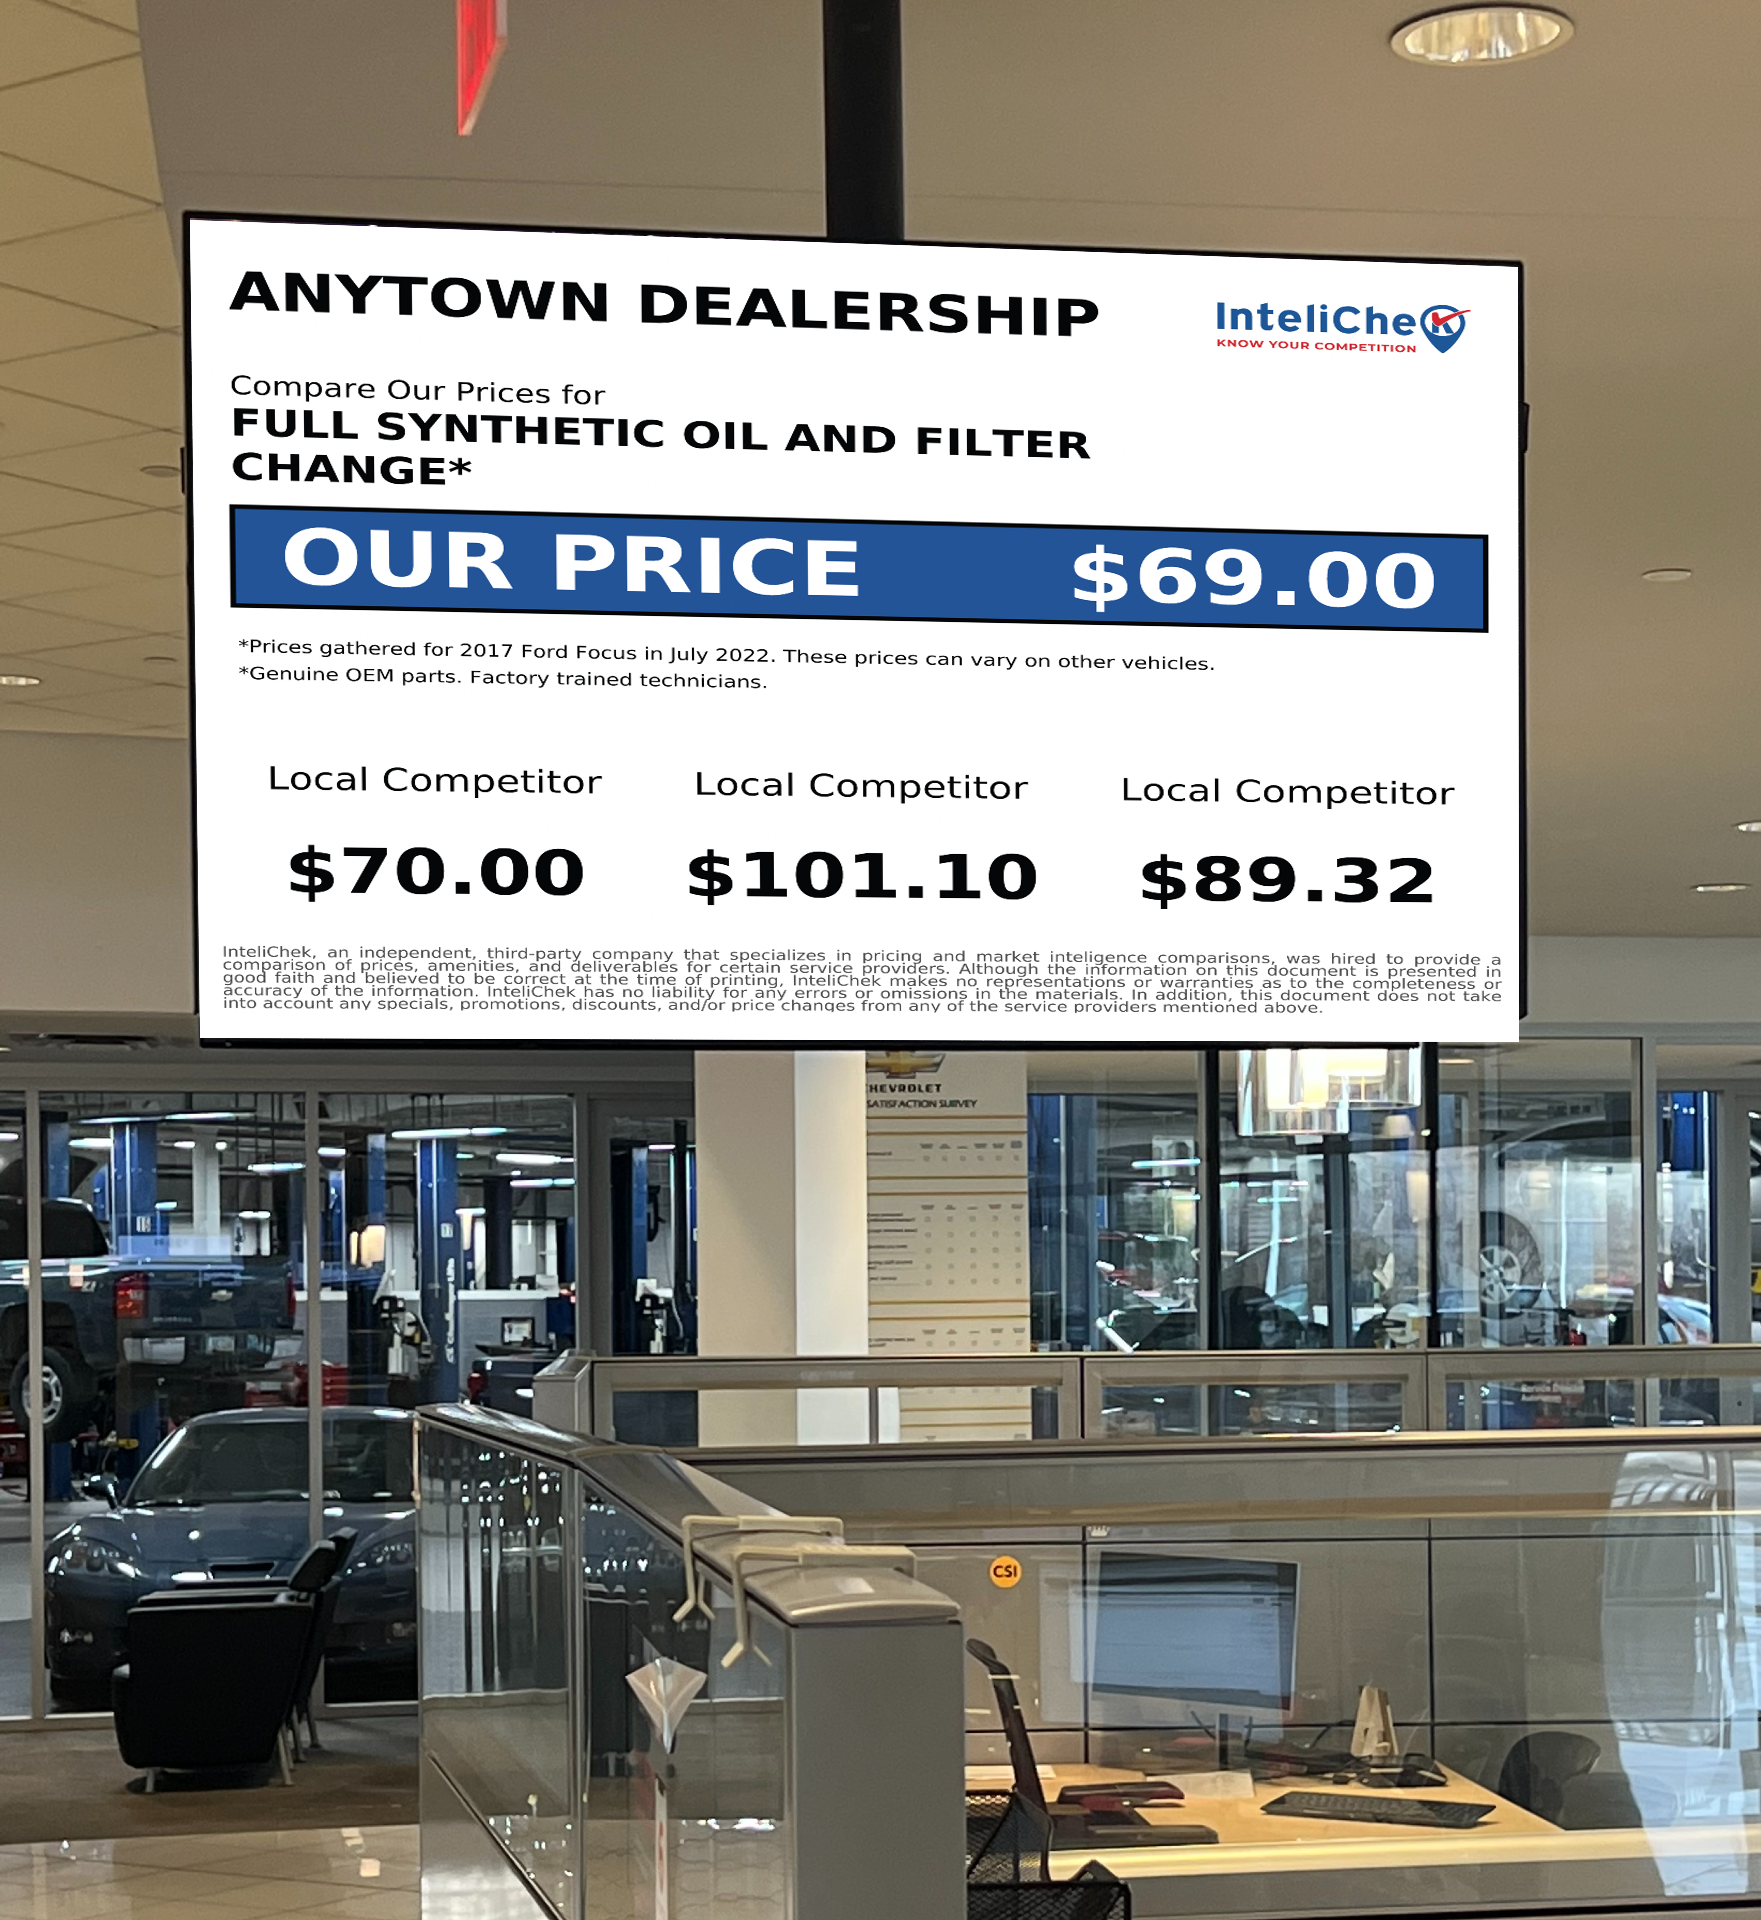 ANYTOWN DEALERSHIP
InteliChek
KNOW YOUR COMPETITION
Compare Our Prices for
FULL SYNTHETIC OIL AND FILTER
CHANGE*
OUR PRICE $69.00
*Prices gathered for 2017 Ford Focus in July 2022. These prices can vary on other vehicles.
*Genuine OEM parts. Factory trained technicians.
Local Competitor Local Competitor Local Competitor
$70.00 $101.10 $89.32
InteliChek, an independent, third-party company that specializes in pricing and market inteligence comparisons, was hired to provide a
comparison of prices, amenities, and deliverables for certain service providers. Although the information on this document is presented in
good faith and believed to be correct at the time of printing, InteliChek makes no representations or warranties as to the completeness or
accuracy of the information. InteliChek has no liability for any errors or omissions in the materials. In addition, this document does not take
into account any specials, promotions, discounts, and/or price changes from any of the service providers mentioned above.
HEVROLET
SATISFACTION SURVEY
CSI